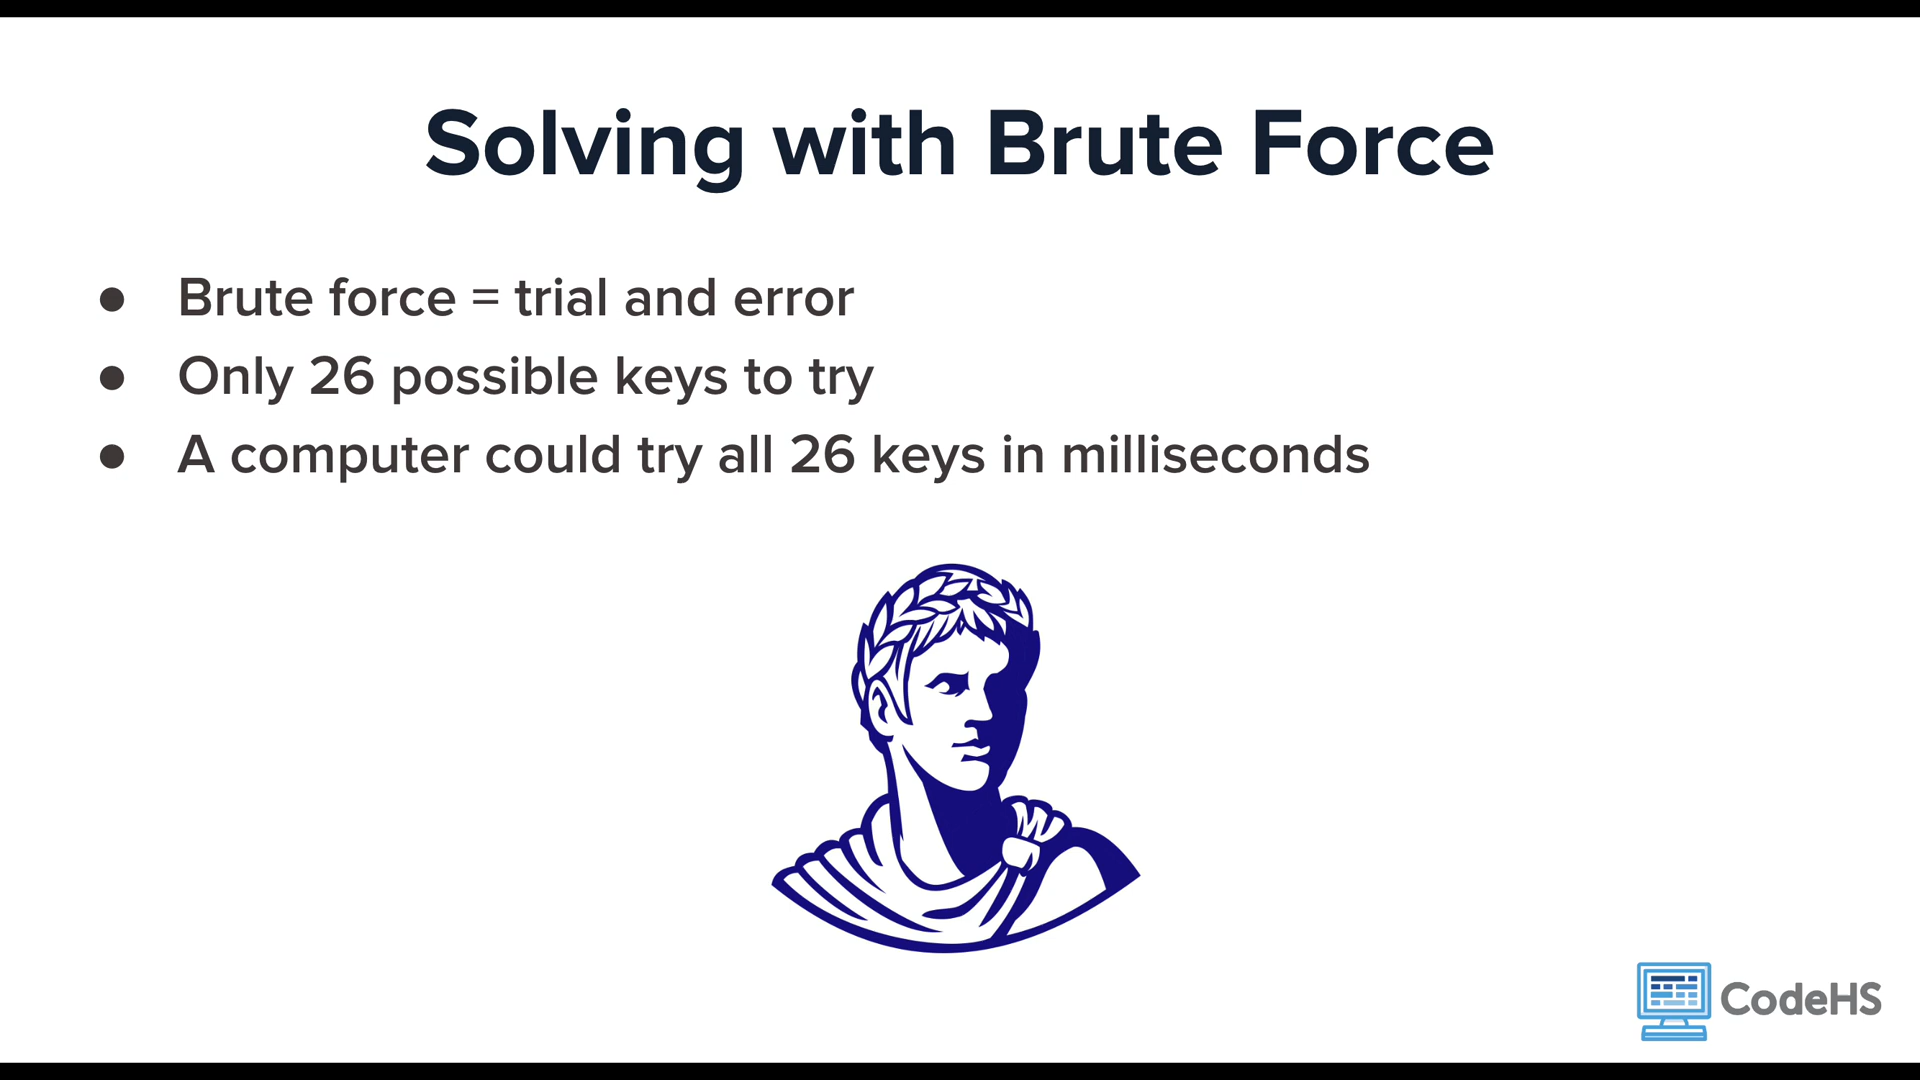 Solving with Brute Force
● Brute force = trial and error
● Only 26 possible keys to try
● A computer could try all 26 keys in milliseconds
CodeHS